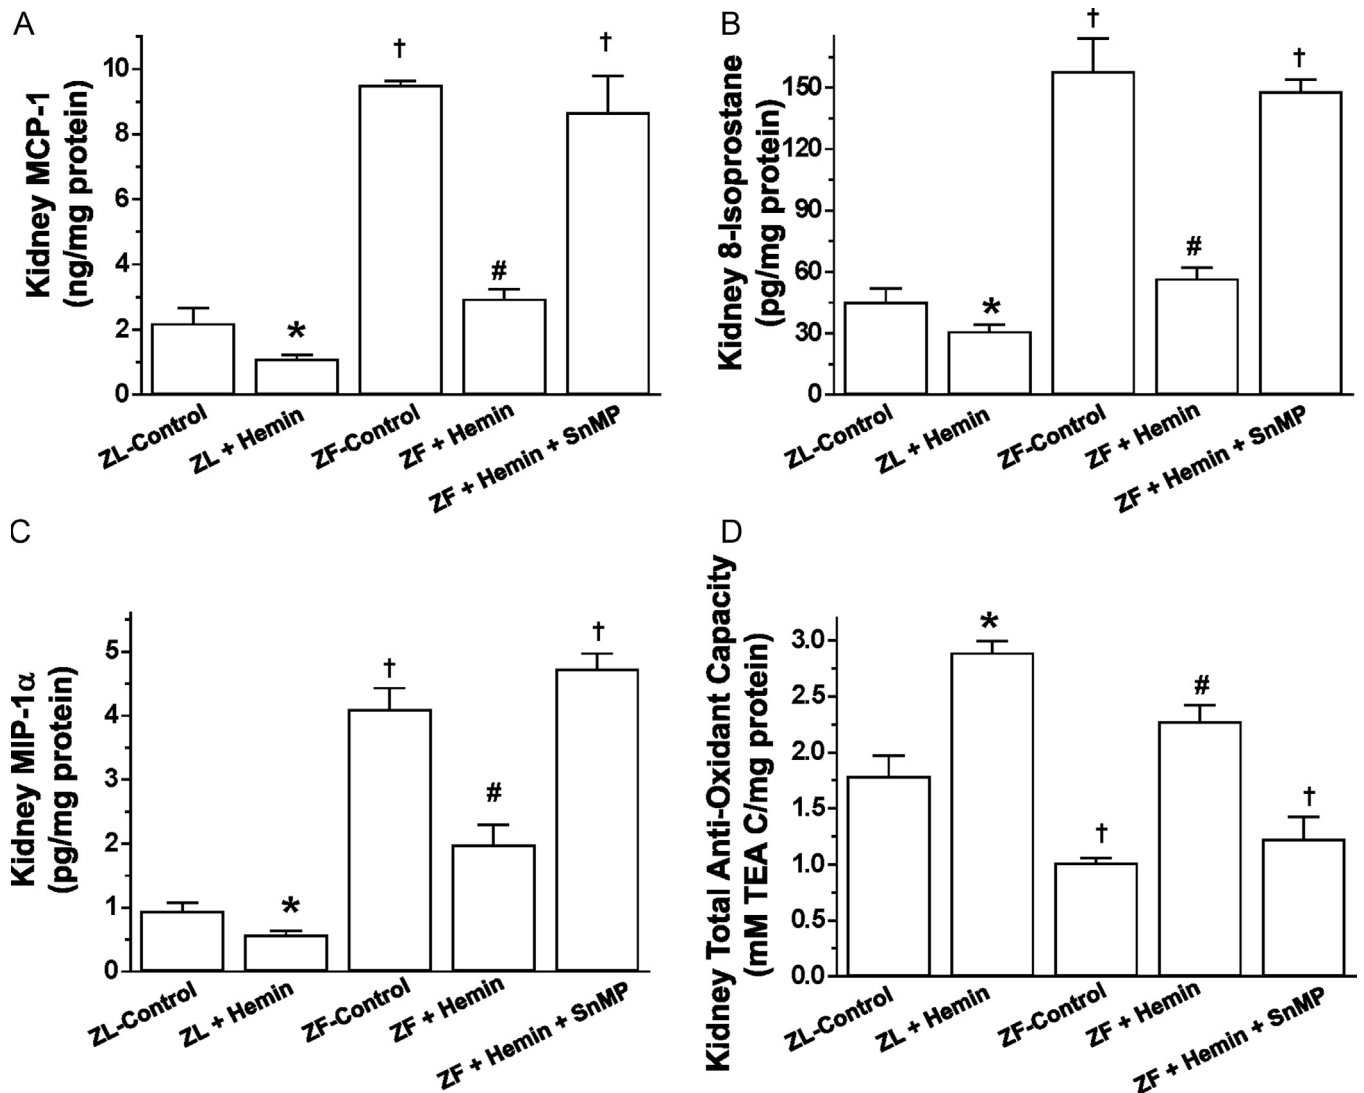 A
Kidney MCP-1
(ng/mg protein)
10
8
6
4
2
0
†
†
*
#
ZL-Control
ZL + Hemin
ZF-Control
ZF + Hemin
ZF + Hemin + SnMP
B
Kidney 8-Isoprostane
(pg/mg protein)
150
120
90
60
30
0
†
†
*
#
ZL-Control
ZL + Hemin
ZF-Control
ZF + Hemin
ZF + Hemin + SnMP
C
Kidney MIP-1α
(pg/mg protein)
5
4
3
2
1
0
†
†
*
#
ZL-Control
ZL + Hemin
ZF-Control
ZF + Hemin
ZF + Hemin + SnMP
D
Kidney Total Anti-Oxidant Capacity
(mM TEA C/mg protein)
3.0
2.5
2.0
1.5
1.0
0.5
0.0
*
†
#
†
ZL-Control
ZL + Hemin
ZF-Control
ZF + Hemin
ZF + Hemin + SnMP